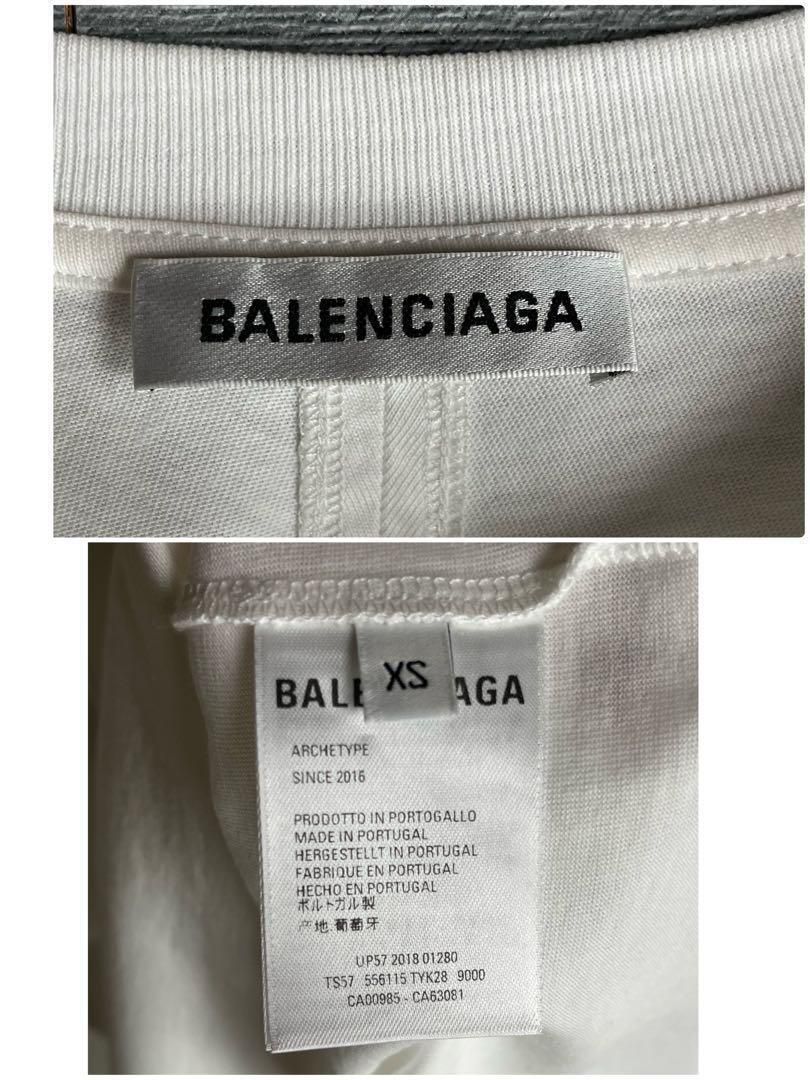 BALENCIAGA
XS
BALE AGA
ARCHETYPE
SINCE 2016
PRODOTTO IN PORTOGALLO
MADE IN PORTUGAL
HERGESTELLT IN PORTUGAL
FABRIQUE EN PORTUGAL
HECHO EN PORTUGAL
ポルトガル製
产地:葡萄牙
UP57 2018 01280
TS57 556115 TYK28 9000
CA00985 - CA63081